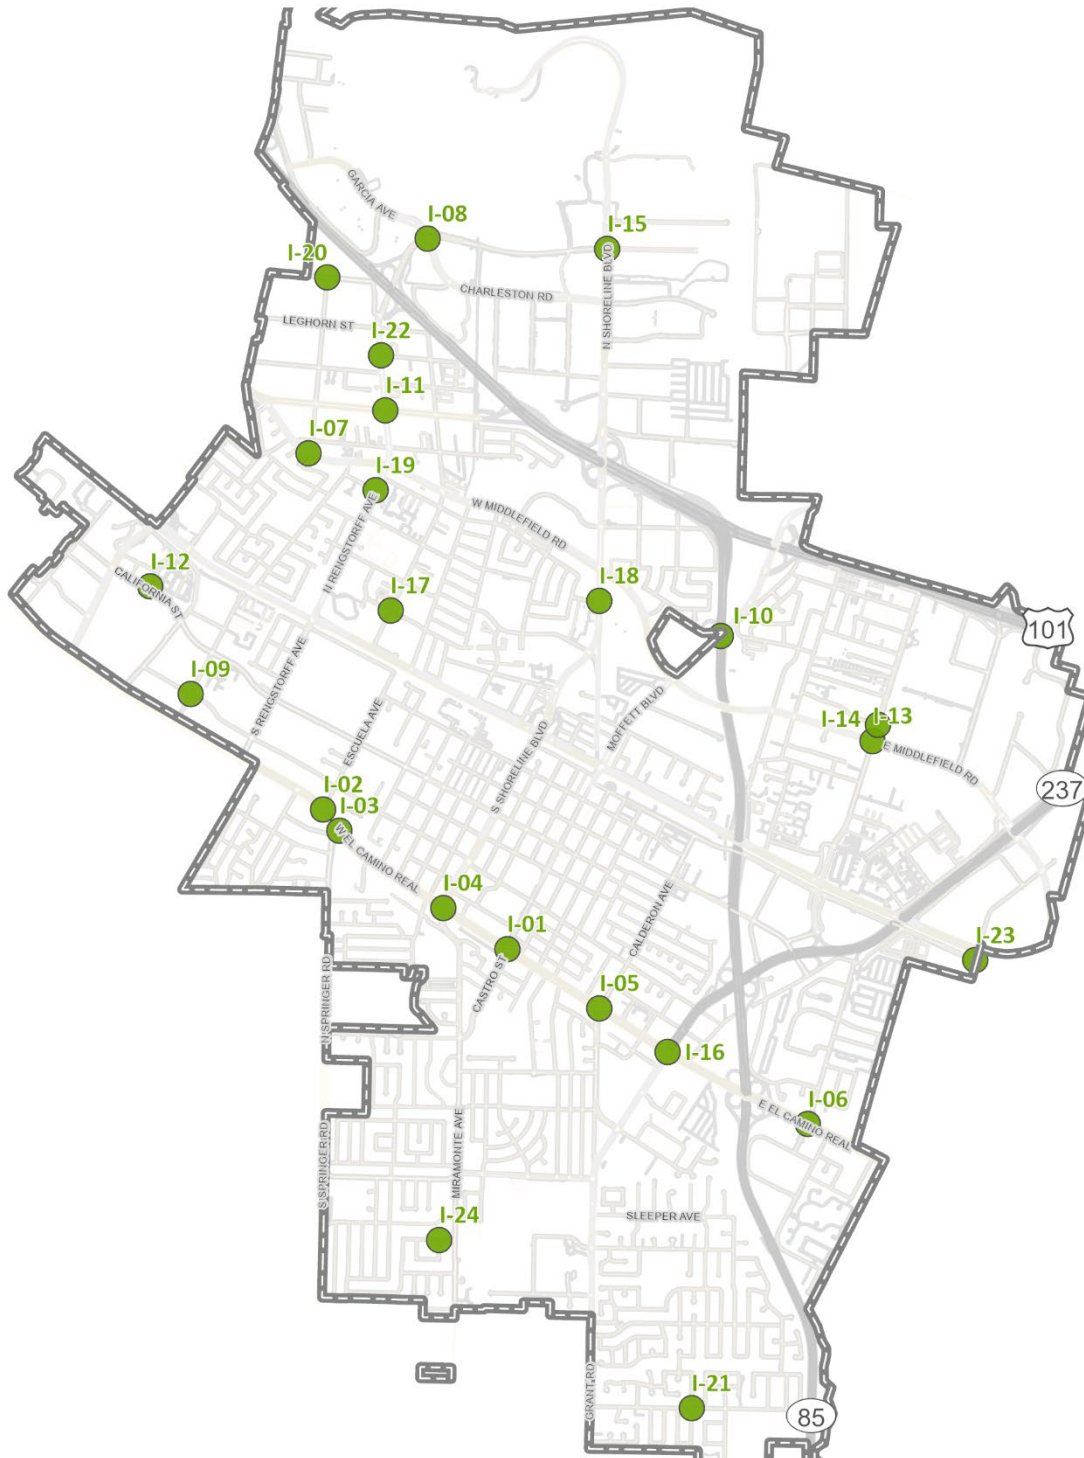 GARCIA AVE
I-08
I-15
I-20
N SHORELINE BLVD
CHARLESTON RD
LEGHORN ST
I-22
I-11
I-07
I-19
W MIDDLEFIELD RD
N RENGSTORFF AVE
I-12
CALIFORNIA ST
I-17
I-18
I-10
101
I-09
S RENGSTORFF AVE
ESCUELA AVE
MOFFETT BLVD
I-14
I-13
E MIDDLEFIELD RD
S SHORELINE BLVD
237
I-02
I-03
W EL CAMINO REAL
I-04
I-01
CALDERON AVE
CASTRO ST
I-23
N SPRINGER RD
I-05
I-16
I-06
E EL CAMINO REAL
MIRAMONTE AVE
S SPRINGER RD
SLEEPER AVE
I-24
GRANT RD
I-21
85